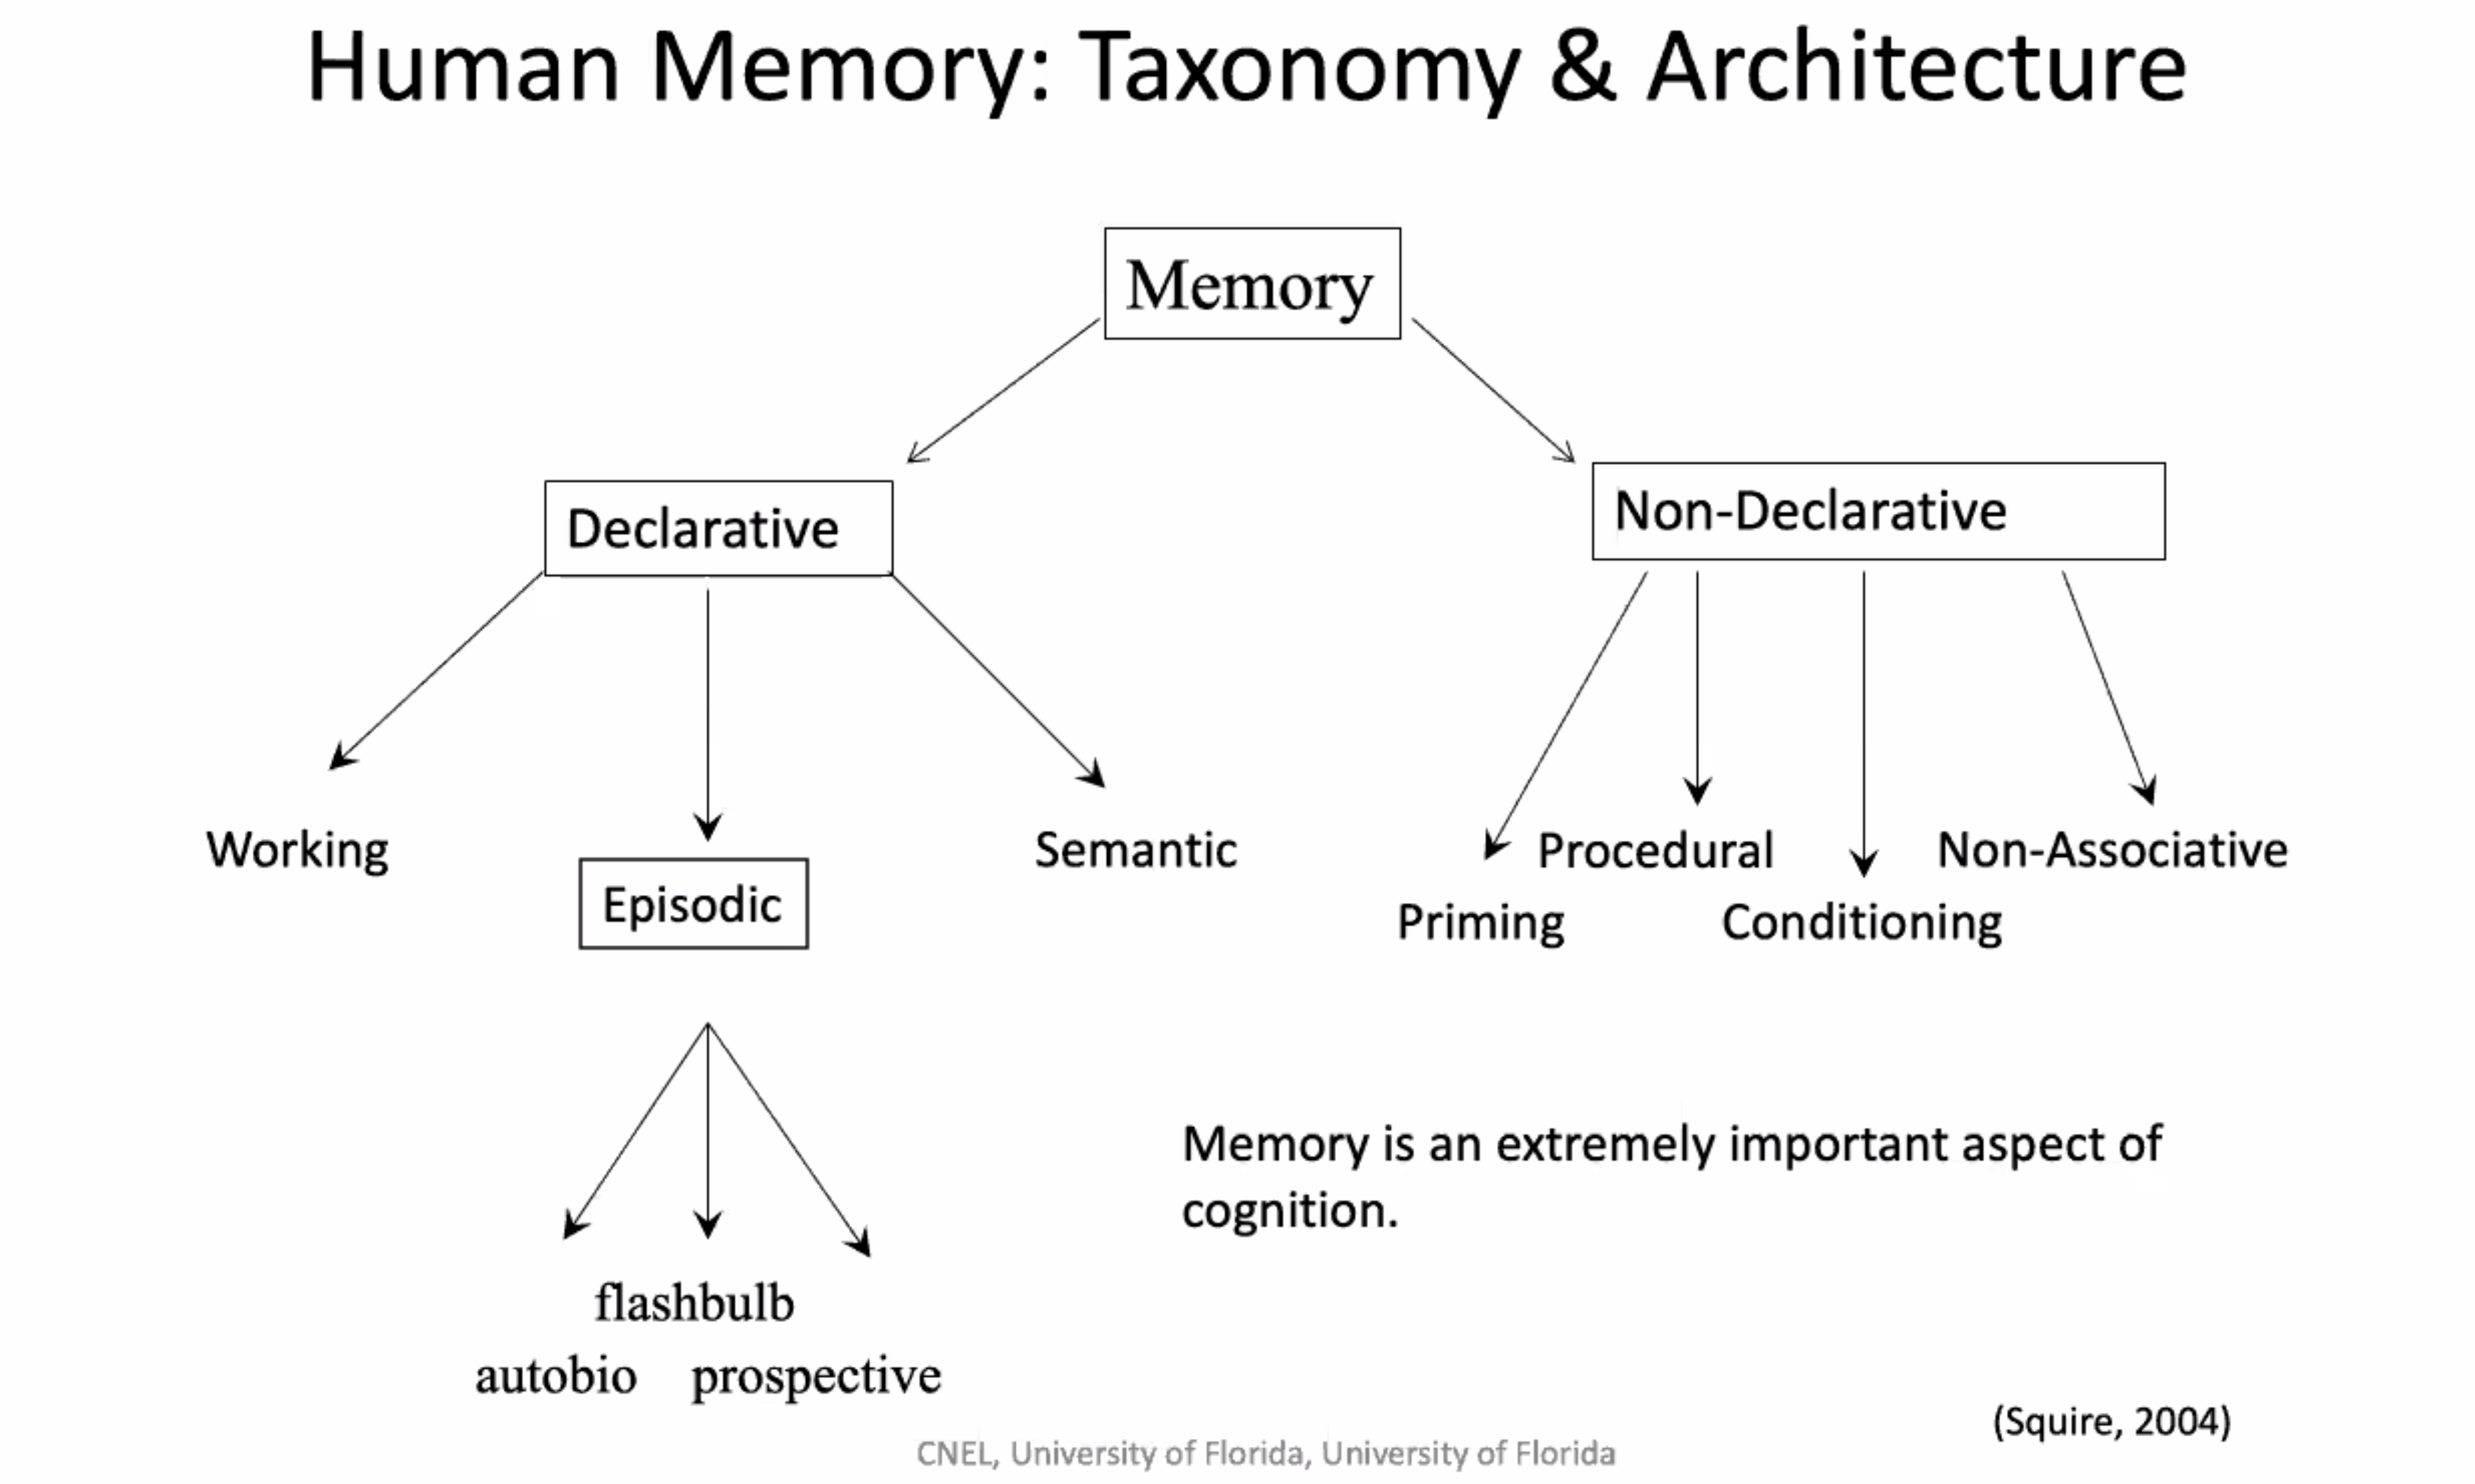 Human Memory: Taxonomy & Architecture
Memory
Declarative
Non-Declarative
Working
Episodic
Semantic
Procedural
Non-Associative
Priming
Conditioning
flashbulb
autobio
prospective
Memory is an extremely important aspect of
cognition.
(Squire, 2004)
CNEL, University of Florida, University of Florida